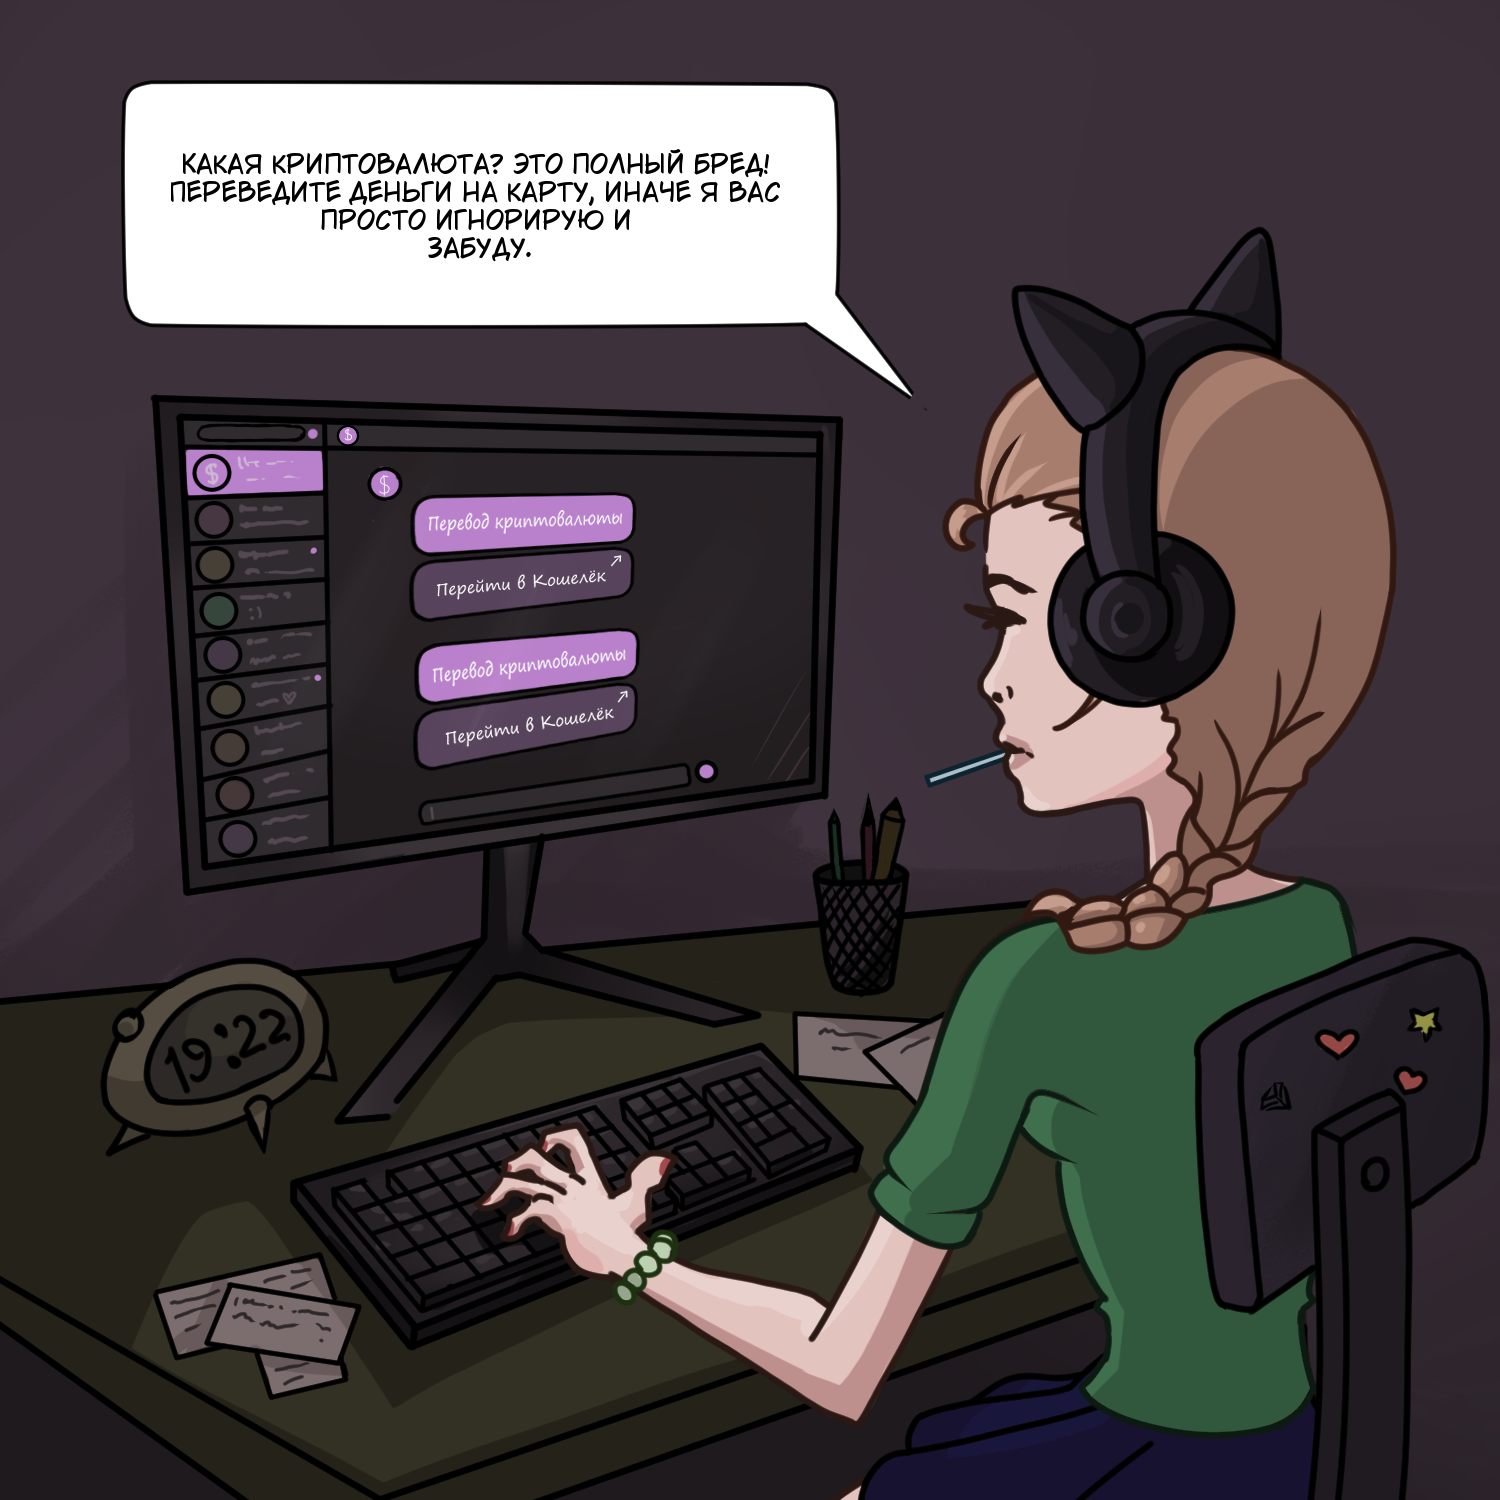 КАКАЯ КРИПТОВАЛЮТА? ЭТО ПОЛНЫЙ БРЕД!
ПЕРЕВЕДИТЕ ДЕНЬГИ НА КАРТУ, ИНАЧЕ Я ВАС
ПРОСТО ИГНОРИРУЮ И
ЗАБУДУ.
$
$
$
Перевод криптовалюты
Перейти в Кошелёк
:)
Перевод криптовалюты
Перейти в Кошелёк
19:22